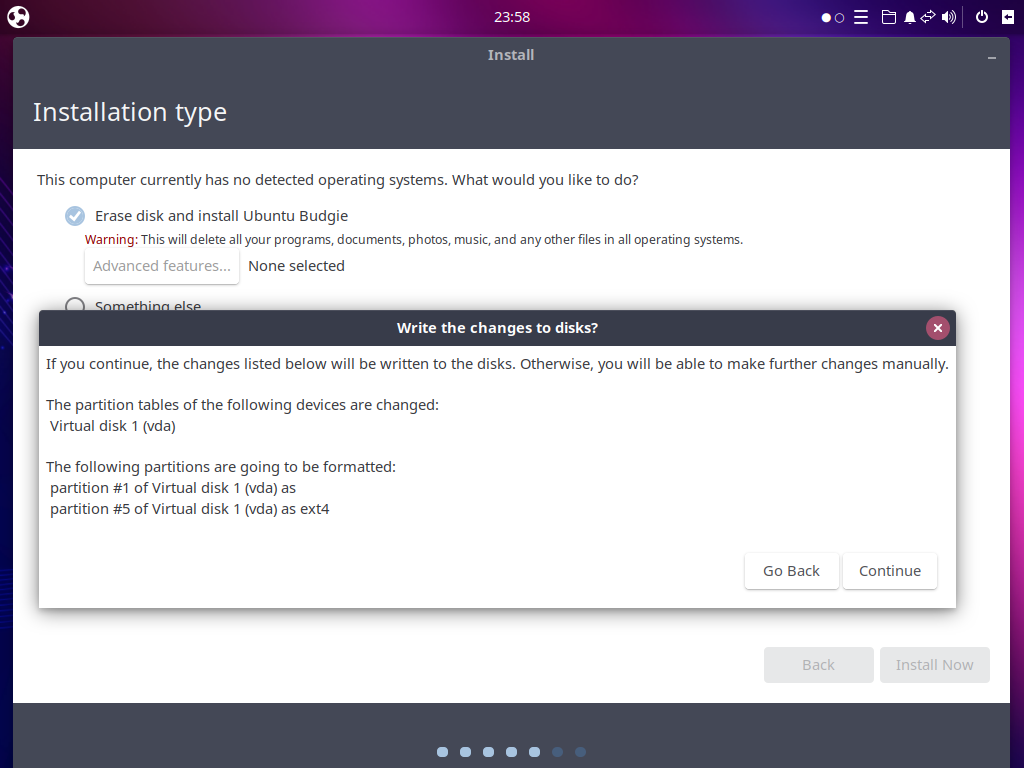 23:58
Install
Installation type
This computer currently has no detected operating systems. What would you like to do?
Erase disk and install Ubuntu Budgie
Warning: This will delete all your programs, documents, photos, music, and any other files in all operating systems.
Advanced features... None selected
Something else
Write the changes to disks?
If you continue, the changes listed below will be written to the disks. Otherwise, you will be able to make further changes manually.
The partition tables of the following devices are changed:
Virtual disk 1 (vda)
The following partitions are going to be formatted:
partition #1 of Virtual disk 1 (vda) as
partition #5 of Virtual disk 1 (vda) as ext4
Go Back Continue
Back Install Now